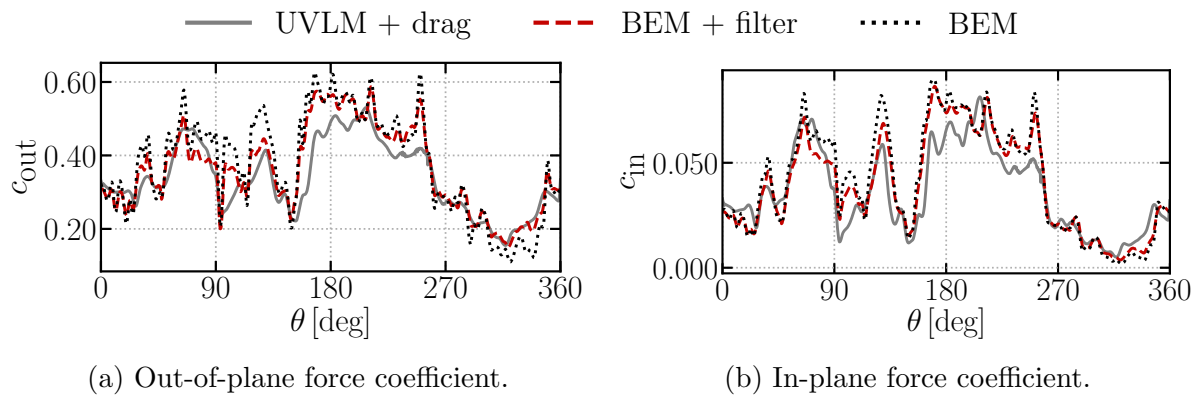 UVLM + drag BEM + filter BEM
0.60
0.40
0.20
c_out
0 90 180 270 360
θ [deg]
(a) Out-of-plane force coefficient.
0.050
0.000
c_in
0 90 180 270 360
θ [deg]
(b) In-plane force coefficient.